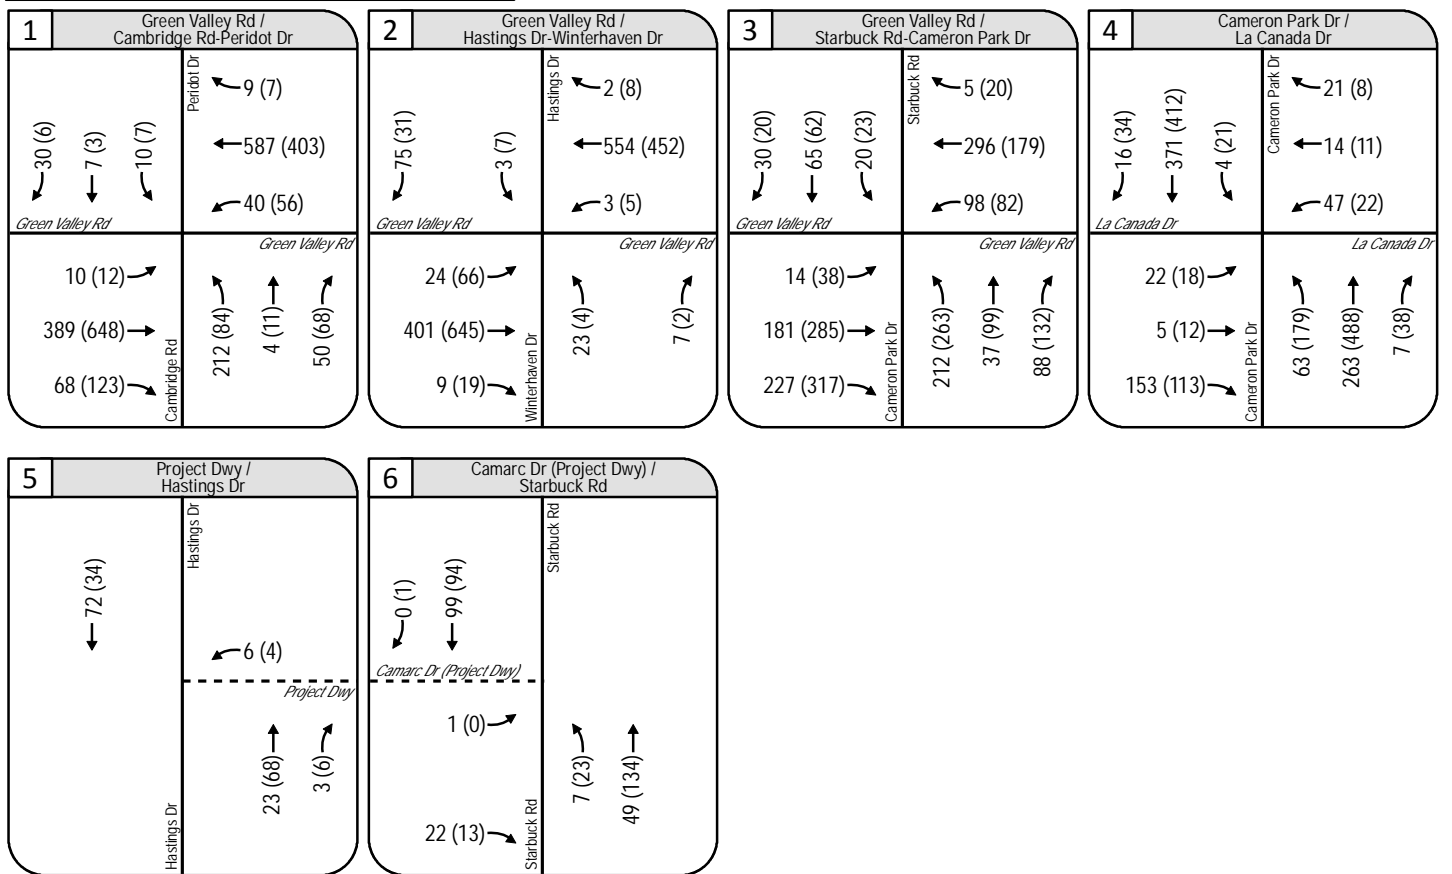 1
Green Valley Rd /
Cambridge Rd-Peridot Dr
Peridot Dr
30 (6)
7 (3)
10 (7)
9 (7)
587 (403)
40 (56)
Green Valley Rd
Green Valley Rd
10 (12)
389 (648)
68 (123)
Cambridge Rd
212 (84)
4 (11)
50 (68)
2
Green Valley Rd /
Hastings Dr-Winterhaven Dr
Hastings Dr
75 (31)
3 (7)
2 (8)
554 (452)
3 (5)
Green Valley Rd
Green Valley Rd
24 (66)
401 (645)
9 (19)
Winterhaven Dr
23 (4)
7 (2)
3
Green Valley Rd /
Starbuck Rd-Cameron Park Dr
Starbuck Rd
30 (20)
65 (62)
20 (23)
5 (20)
296 (179)
98 (82)
Green Valley Rd
Green Valley Rd
14 (38)
181 (285)
227 (317)
Cameron Park Dr
212 (263)
37 (99)
88 (132)
4
Cameron Park Dr /
La Canada Dr
Cameron Park Dr
16 (34)
371 (412)
4 (21)
21 (8)
14 (11)
47 (22)
La Canada Dr
La Canada Dr
22 (18)
5 (12)
153 (113)
Cameron Park Dr
63 (179)
263 (488)
7 (38)
5
Project Dwy /
Hastings Dr
Hastings Dr
72 (34)
6 (4)
Project Dwy
Hastings Dr
23 (68)
3 (6)
6
Camarc Dr (Project Dwy) /
Starbuck Rd
Starbuck Rd
0 (1)
99 (94)
Camarc Dr (Project Dwy)
1 (0)
22 (13)
Starbuck Rd
7 (23)
49 (134)